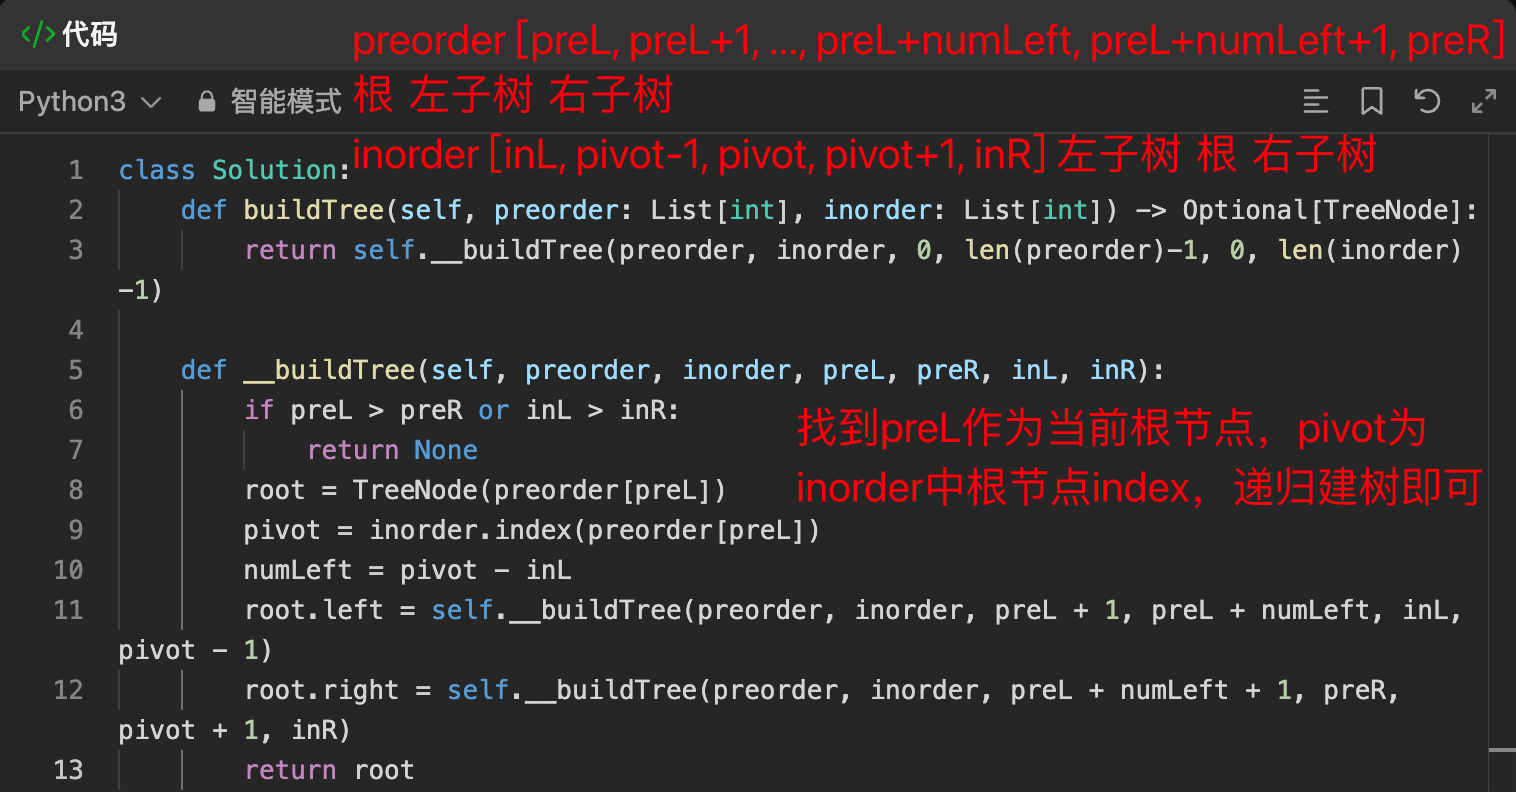 </> 代码
preorder [preL, preL+1, ..., preL+numLeft, preL+numLeft+1, preR]
Python3 智能模式
根 左子树 右子树
inorder [inL, pivot-1, pivot, pivot+1, inR] 左子树 根 右子树
1 class Solution:
2 def buildTree(self, preorder: List[int], inorder: List[int]) -> Optional[TreeNode]:
3 return self.__buildTree(preorder, inorder, 0, len(preorder)-1, 0, len(inorder)
-1)
4
5 def __buildTree(self, preorder, inorder, preL, preR, inL, inR):
6 if preL > preR or inL > inR:
7 return None
找到preL作为当前根节点，pivot为
inorder中根节点index，递归建树即可
8 root = TreeNode(preorder[preL])
9 pivot = inorder.index(preorder[preL])
10 numLeft = pivot - inL
11 root.left = self.__buildTree(preorder, inorder, preL + 1, preL + numLeft, inL,
pivot - 1)
12 root.right = self.__buildTree(preorder, inorder, preL + numLeft + 1, preR,
pivot + 1, inR)
13 return root